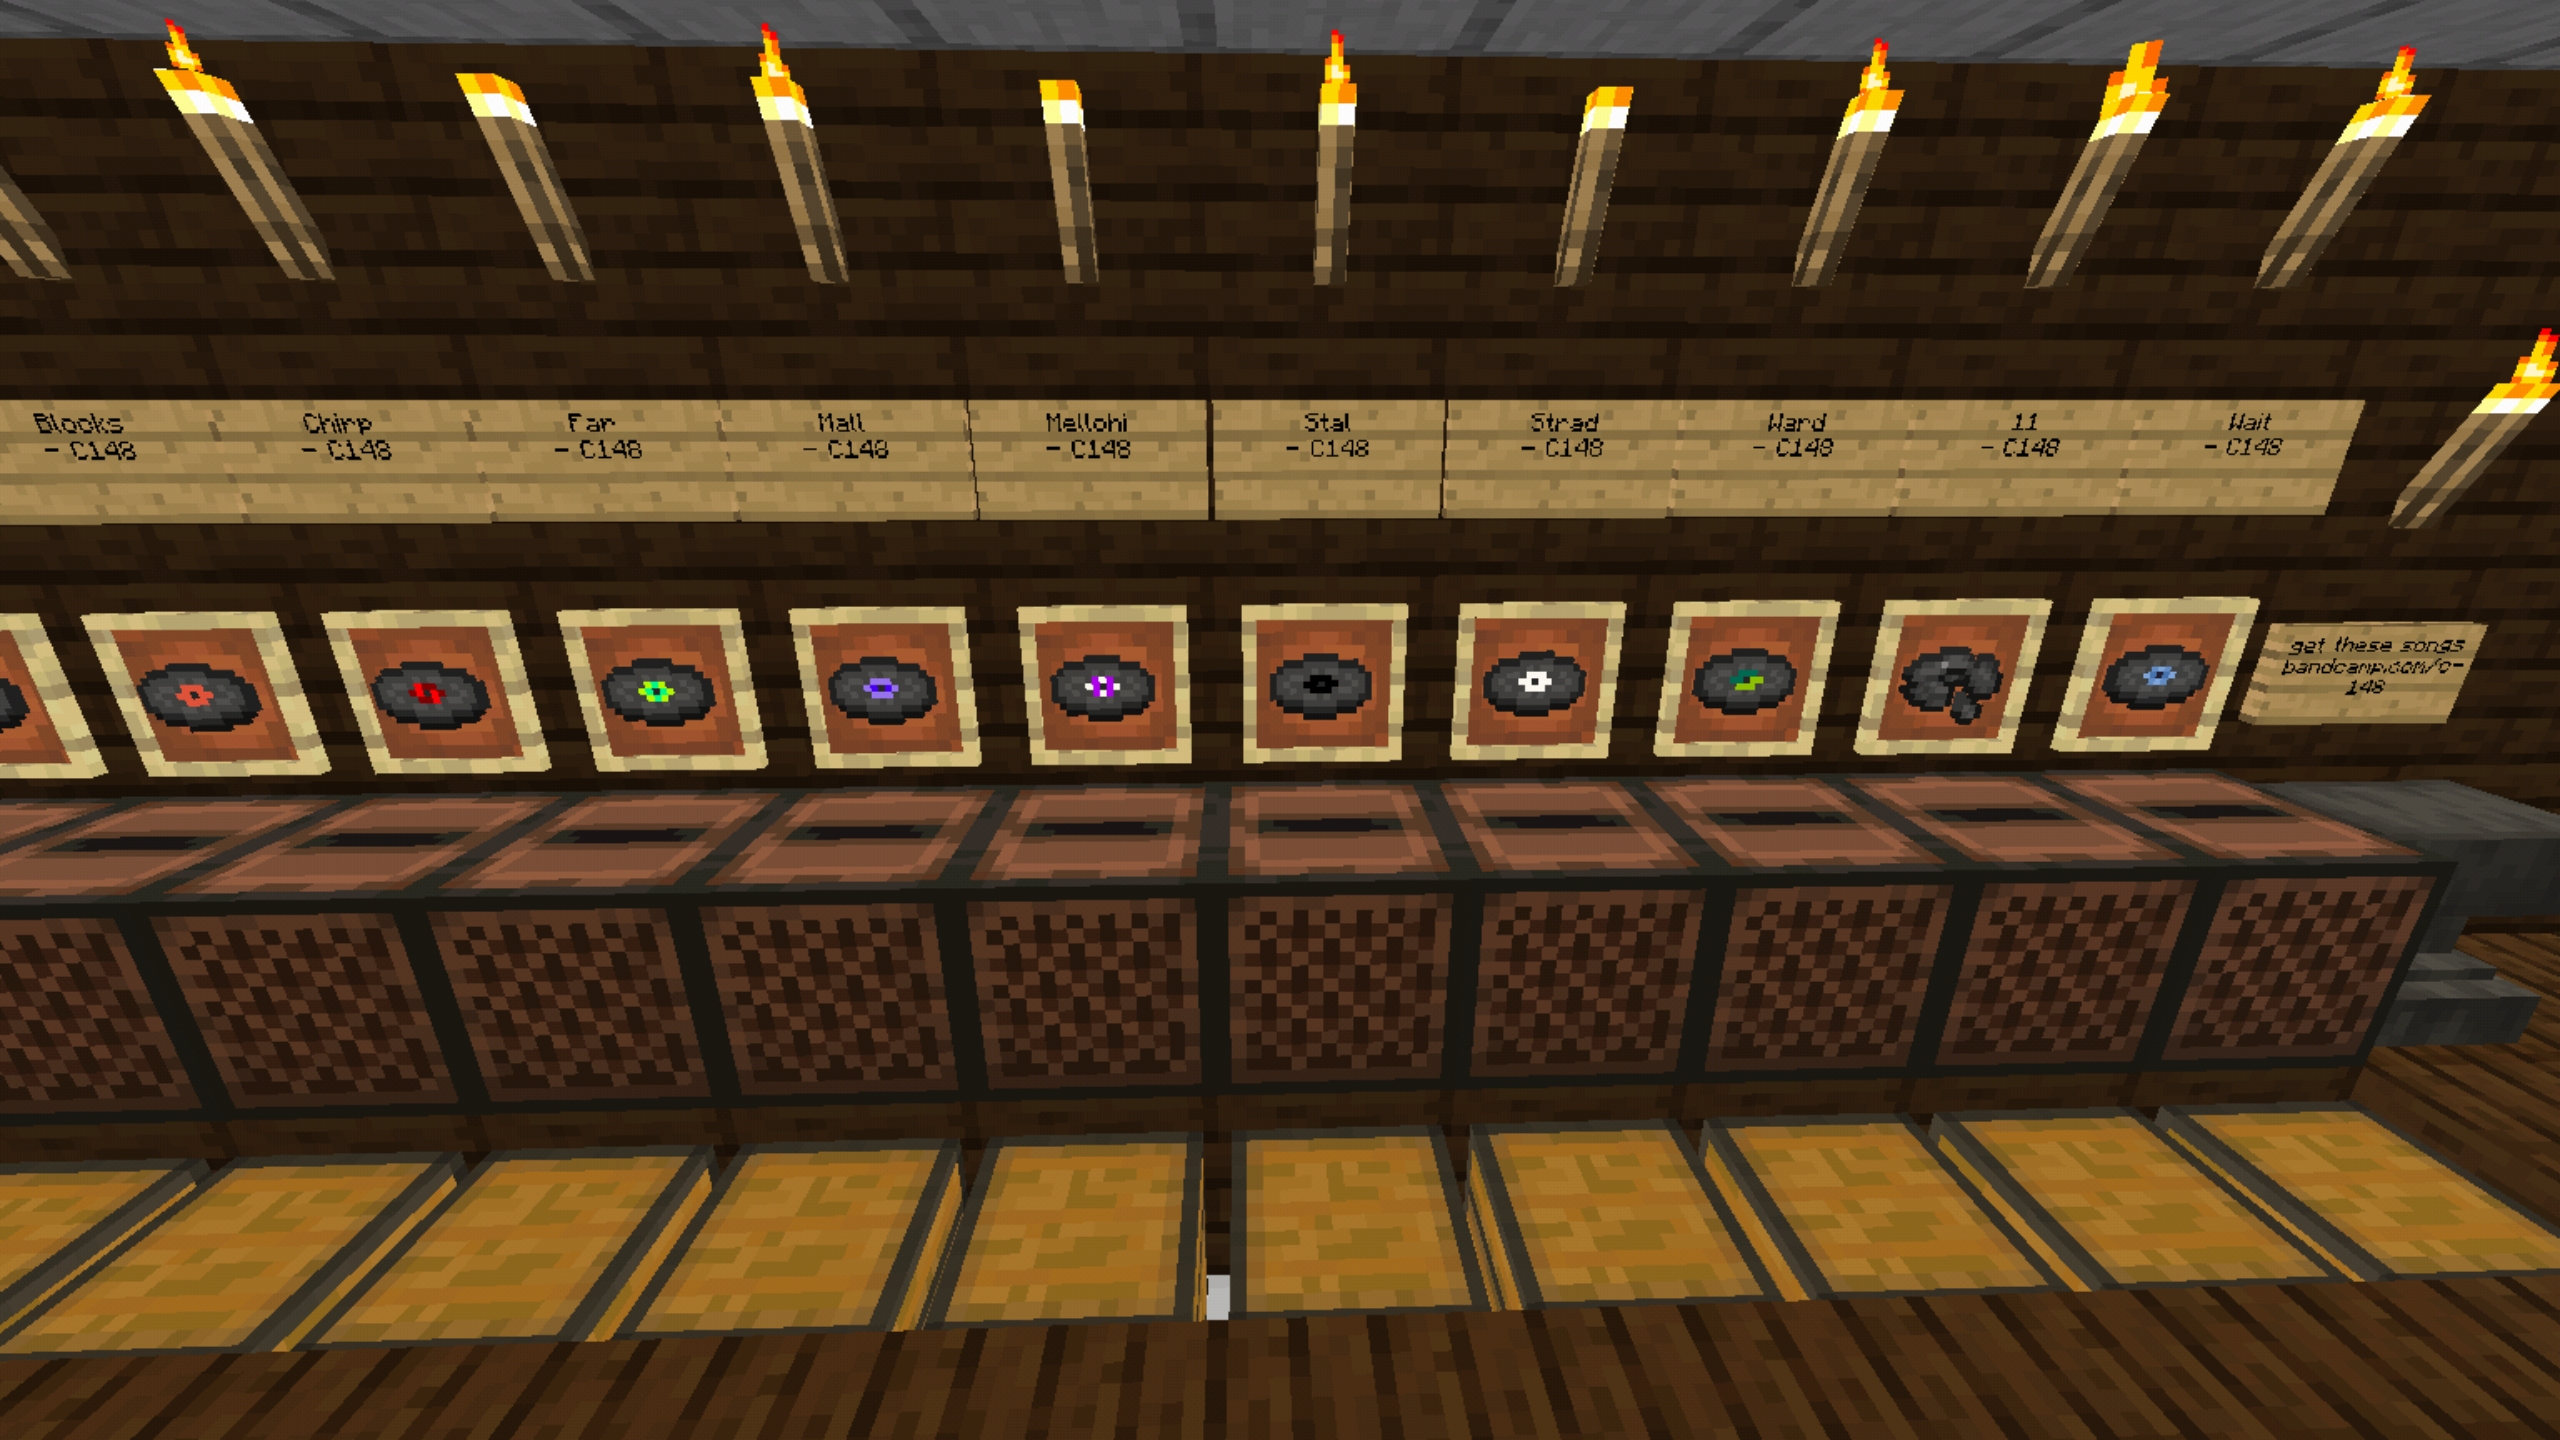 Blocks
- C148
Chirp
- C148
Far
- C148
Mall
- C148
Mellohi
- C148
Stal
- C148
Strad
- C148
Ward
- C148
11
- C148
Wait
- C148
get these songs
bandcamp.com/c-
148